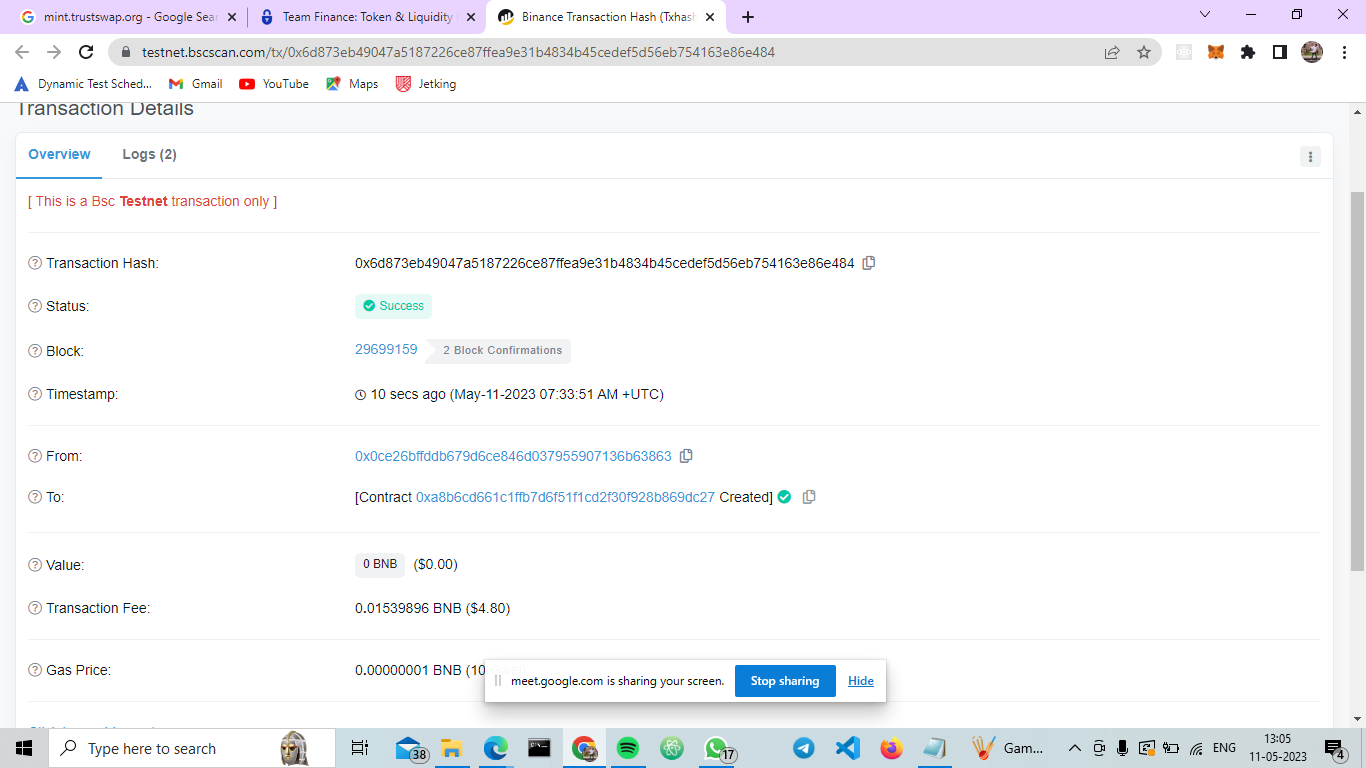 mint.trustswap.org - Google Sear
Team Finance: Token & Liquidity
Binance Transaction Hash (Txhash
testnet.bscscan.com/tx/0x6d873eb49047a5187226ce87ffea9e31b4834b45cedef5d56eb754163e86e484
Dynamic Test Sched...
Gmail
YouTube
Maps
Jetking
Transaction Details
Overview
Logs (2)
[ This is a Bsc Testnet transaction only ]
Transaction Hash:
0x6d873eb49047a5187226ce87ffea9e31b4834b45cedef5d56eb754163e86e484
Status:
Success
Block:
29699159
2 Block Confirmations
Timestamp:
10 secs ago (May-11-2023 07:33:51 AM +UTC)
From:
0x0ce26bffddb679d6ce846d037955907136b63863
To:
[Contract 0xa8b6cd661c1ffb7d6f51f1cd2f30f928b869dc27 Created]
Value:
0 BNB ($0.00)
Transaction Fee:
0.01539896 BNB ($4.80)
Gas Price:
0.00000001 BNB (10
meet.google.com is sharing your screen.
Stop sharing
Hide
Type here to search
38
17
Gam...
ENG
13:05
11-05-2023
4